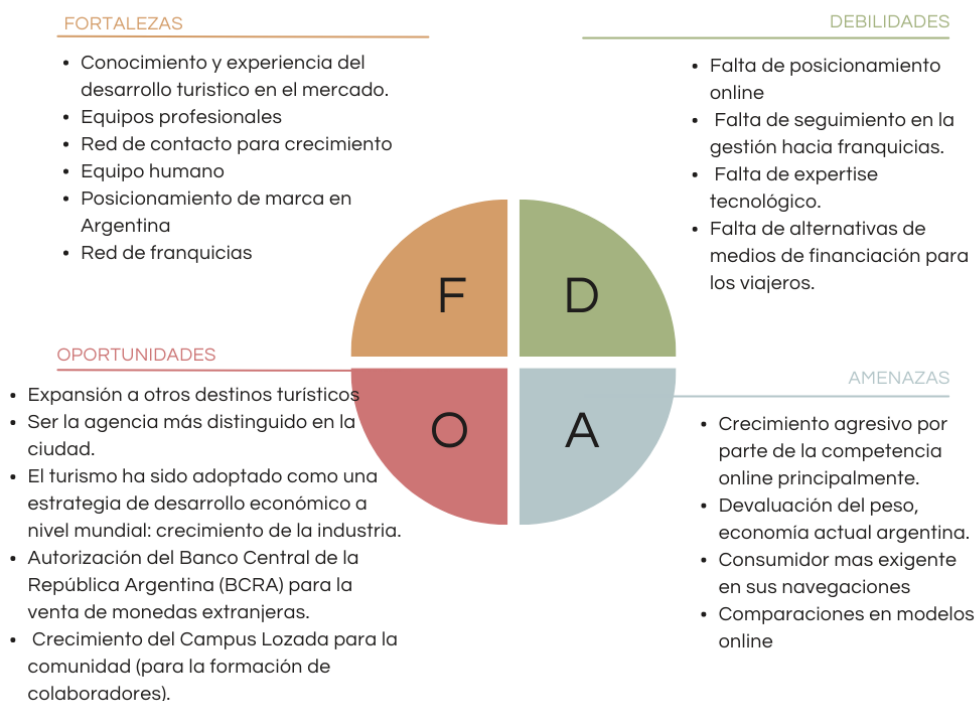 FORTALEZAS
• Conocimiento y experiencia del
desarrollo turistico en el mercado.
• Equipos profesionales
• Red de contacto para crecimiento
• Equipo humano
• Posicionamiento de marca en
Argentina
• Red de franquicias
DEBILIDADES
• Falta de posicionamiento
online
• Falta de seguimiento en la
gestión hacia franquicias.
• Falta de expertise
tecnológico.
• Falta de alternativas de
medios de financiación para
los viajeros.
F
D
O
A
OPORTUNIDADES
• Expansión a otros destinos turísticos
• Ser la agencia más distinguido en la
ciudad.
• El turismo ha sido adoptado como una
estrategia de desarrollo económico a
nivel mundial: crecimiento de la industria.
• Autorización del Banco Central de la
República Argentina (BCRA) para la
venta de monedas extranjeras.
• Crecimiento del Campus Lozada para la
comunidad (para la formación de
colaboradores).
AMENAZAS
• Crecimiento agresivo por
parte de la competencia
online principalmente.
• Devaluación del peso,
economía actual argentina.
• Consumidor mas exigente
en sus navegaciones
• Comparaciones en modelos
online